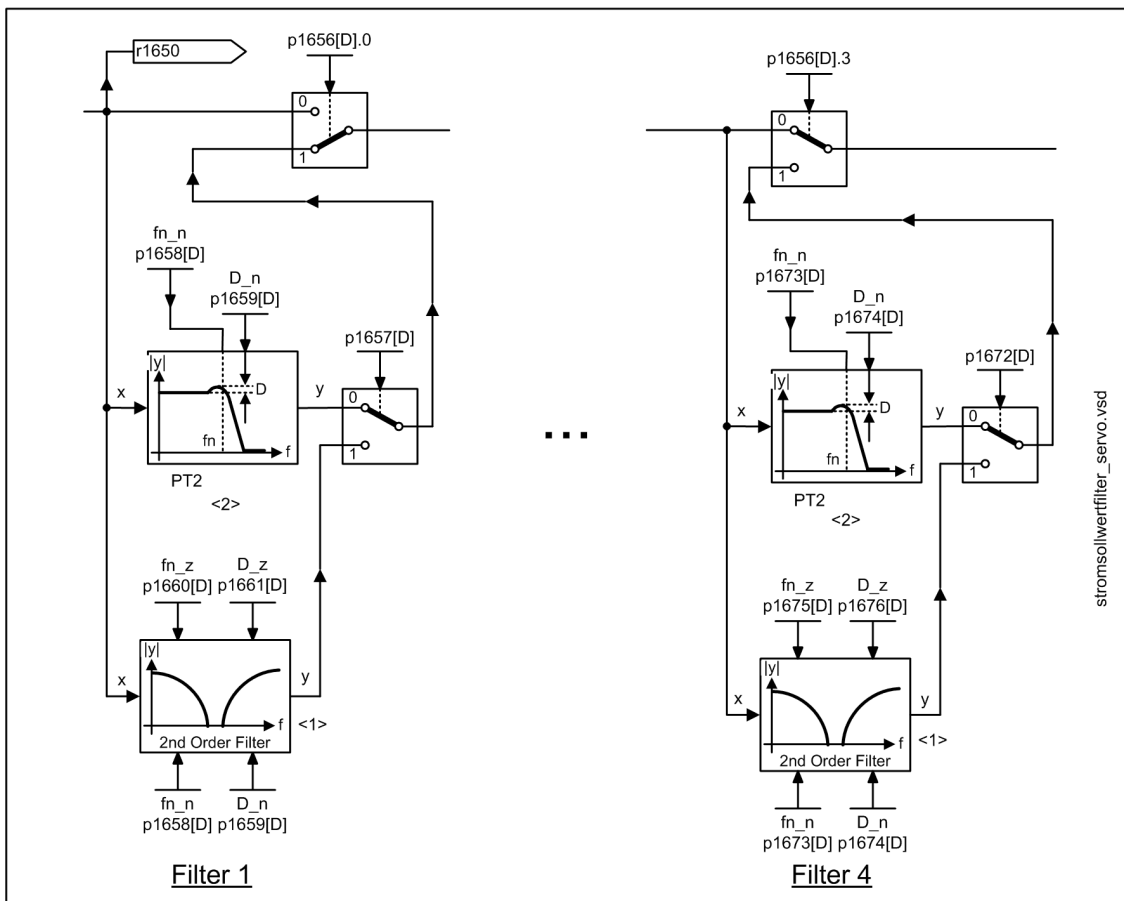 r1650
p1656[D].0
0
1
fn_n
p1658[D]
D_n
p1659[D]
p1657[D]
|y|
x
D
fn
f
y
0
1
PT2
<2>
fn_z
p1660[D]
D_z
p1661[D]
|y|
x
f
y
<1>
2nd Order Filter
fn_n
p1658[D]
D_n
p1659[D]
Filter 1
...
p1656[D].3
0
1
fn_n
p1673[D]
D_n
p1674[D]
p1672[D]
|y|
x
D
fn
f
y
0
1
PT2
<2>
fn_z
p1675[D]
D_z
p1676[D]
|y|
x
f
y
<1>
2nd Order Filter
fn_n
p1673[D]
D_n
p1674[D]
Filter 4
stromsollwertfilter_servo.vsd